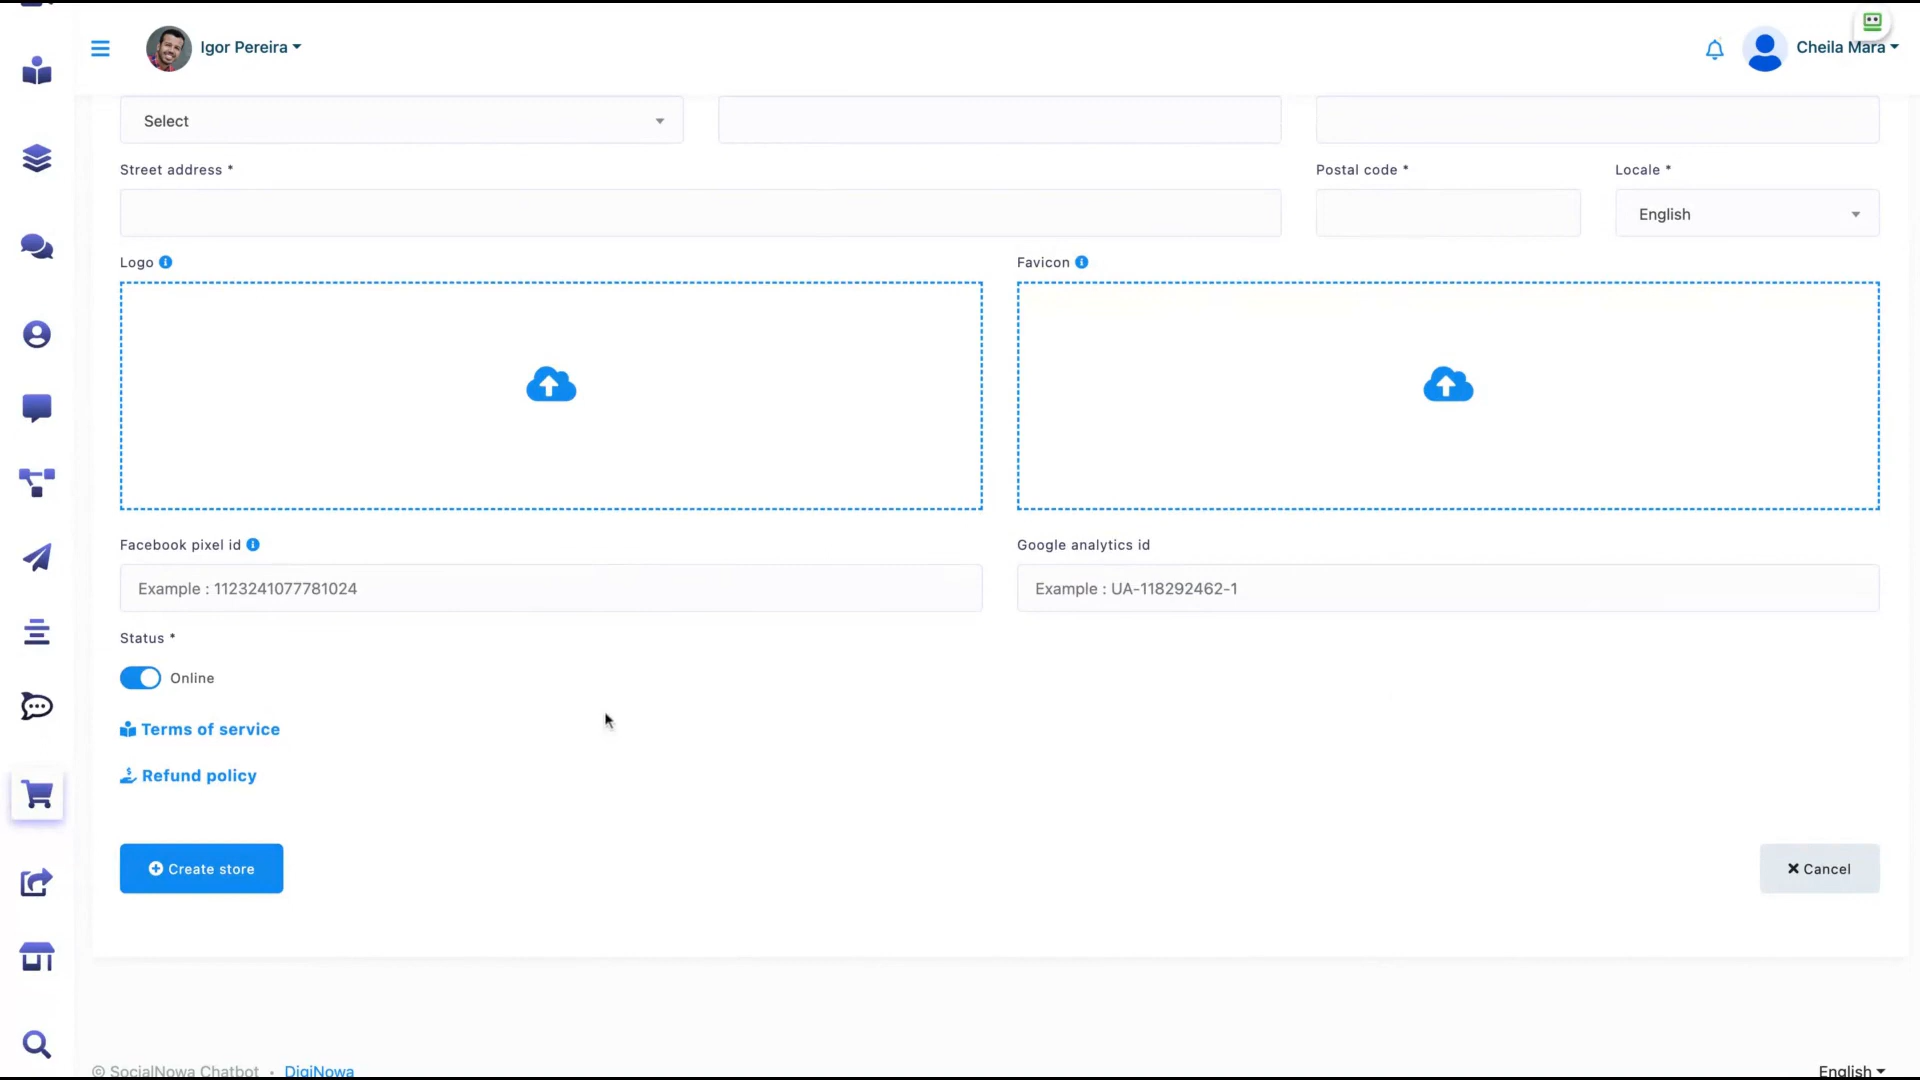 Igor Pereira
Cheila Mara
Select
Street address *
Postal code *
Locale *
English
Logo
Favicon
Facebook pixel id
Google analytics id
Example : 1123241077781024
Example : UA-118292462-1
Status *
Online
Terms of service
Refund policy
Create store
Cancel
© SocialNowa Chatbot • DigiNowa
English